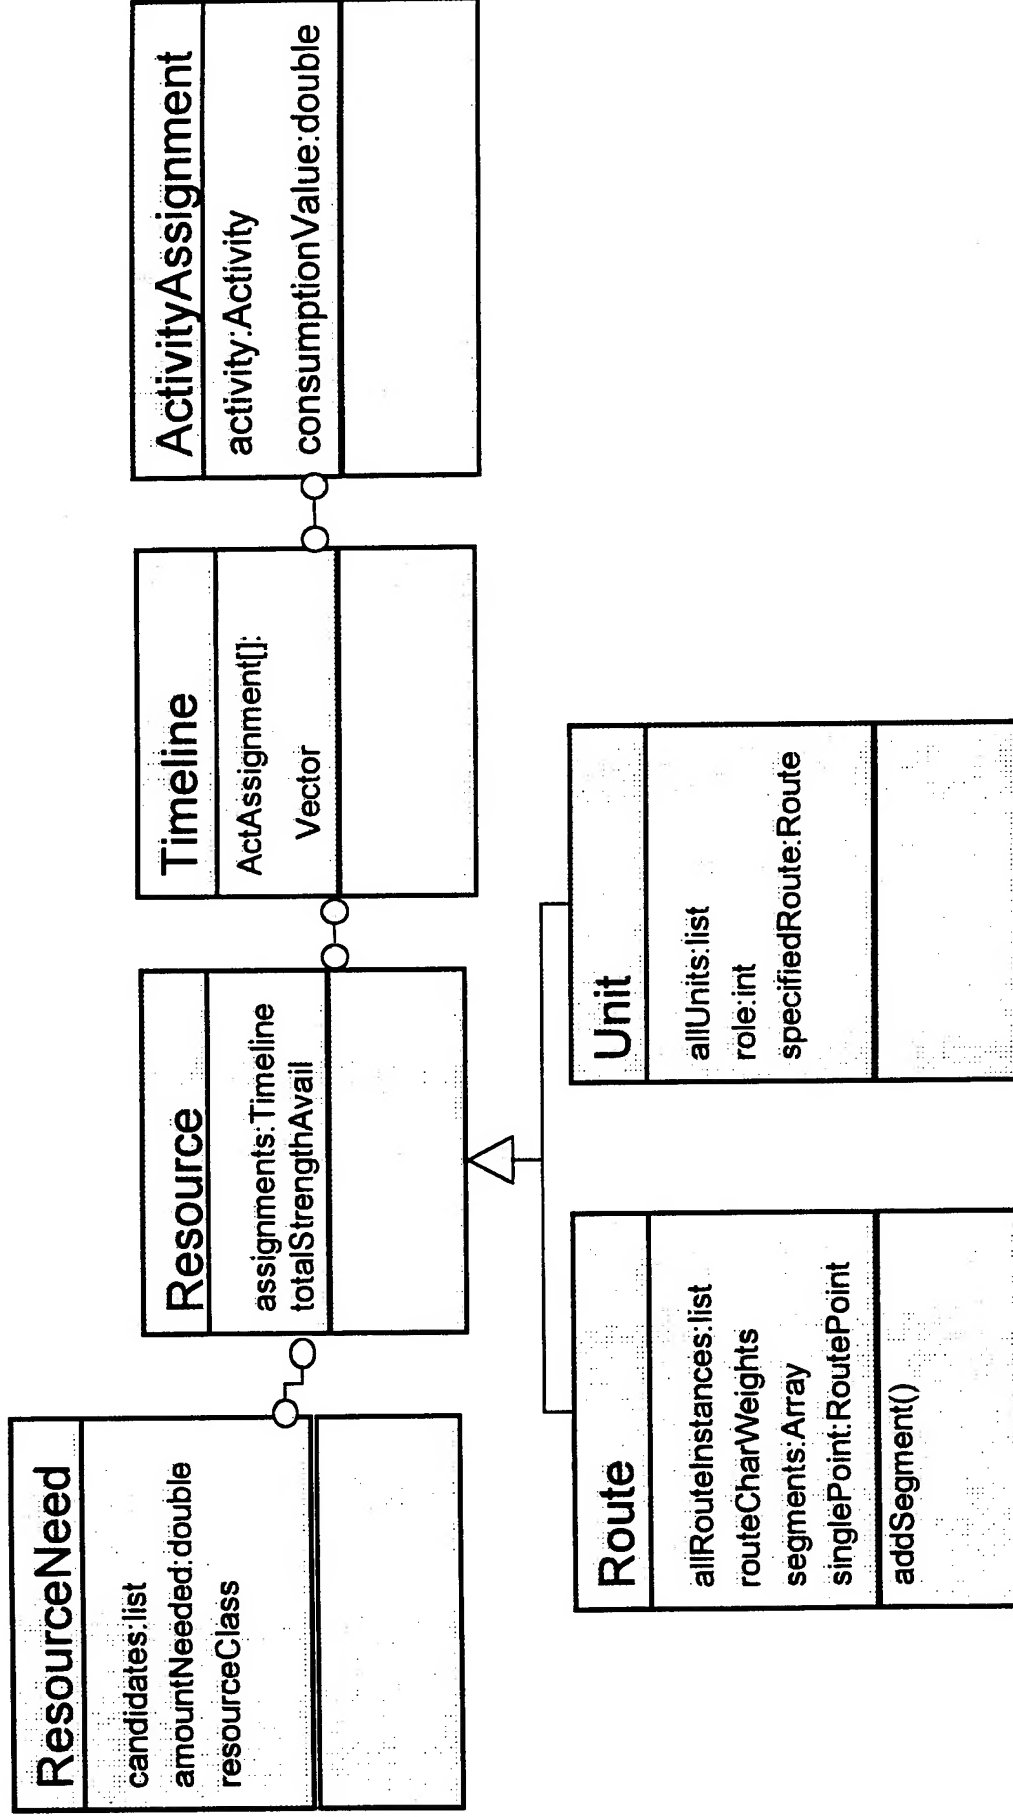 ResourceNeed
candidates:list
amountNeeded:double
resourceClass
Resource
assignments:Timeline
totalStrengthAvail
Timeline
ActAssignment[]:
Vector
ActivityAssignment
activity:Activity
consumptionValue:double
Route
allRouteInstances:list
routeCharWeights
segments:Array
singlePoint:RoutePoint
addSegment()
Unit
allUnits:list
role:int
specifiedRoute:Route